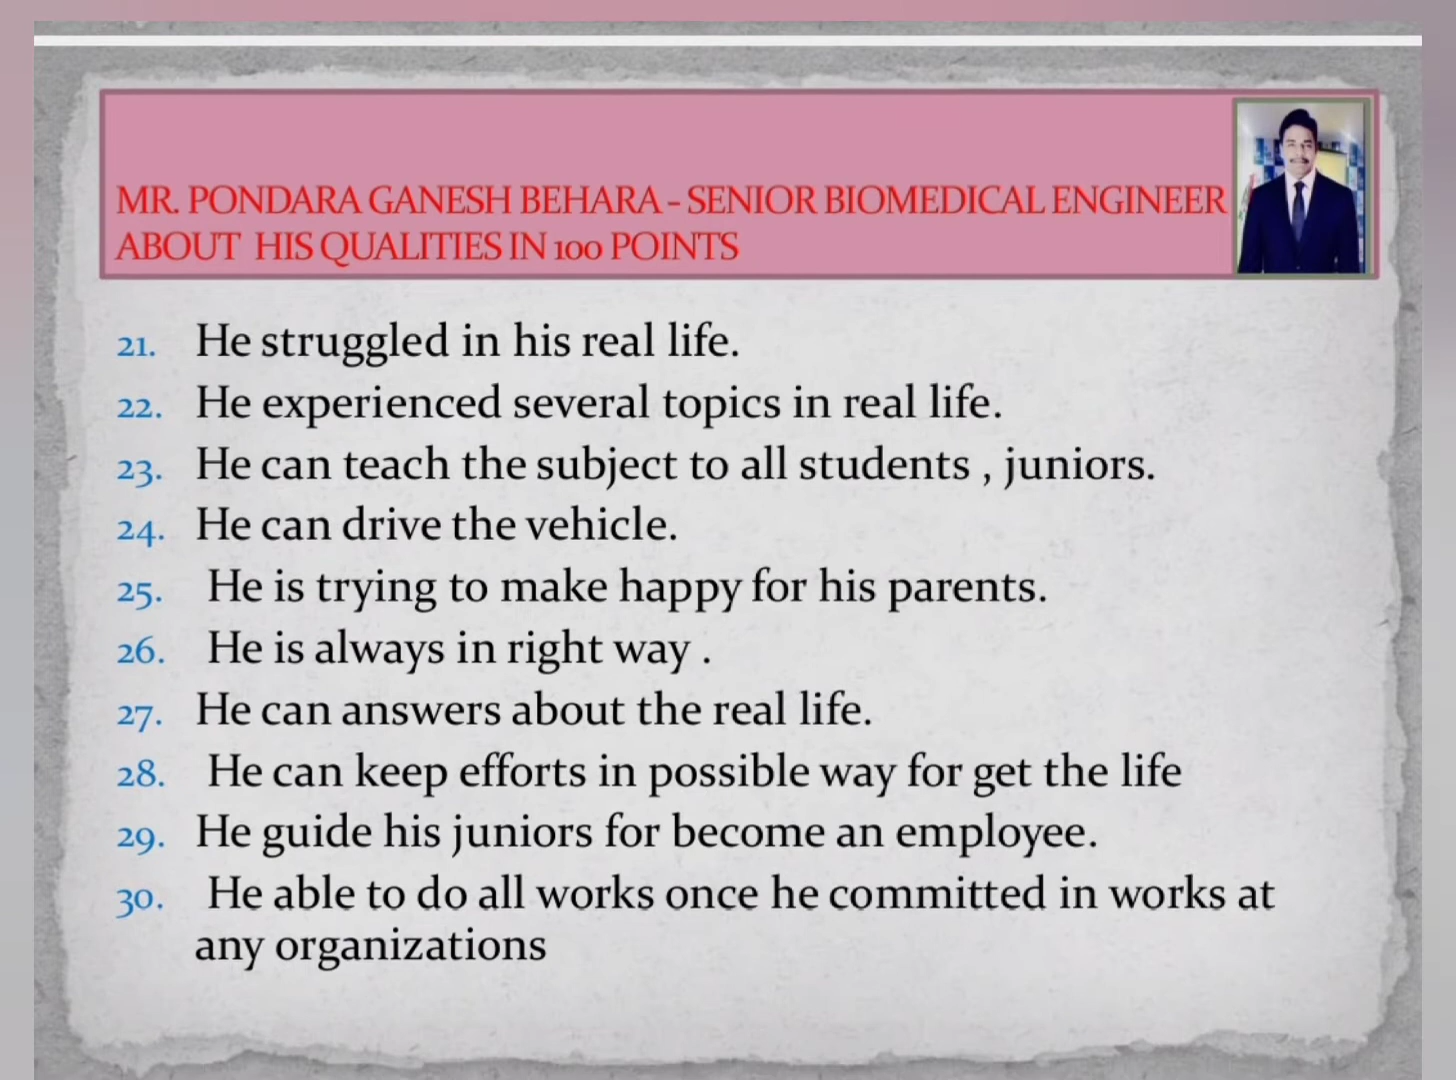 MR. PONDARA GANESH BEHARA - SENIOR BIOMEDICAL ENGINEER
ABOUT HIS QUALITIES IN 100 POINTS
21. He struggled in his real life.
22. He experienced several topics in real life.
23. He can teach the subject to all students , juniors.
24. He can drive the vehicle.
25. He is trying to make happy for his parents.
26. He is always in right way .
27. He can answers about the real life.
28. He can keep efforts in possible way for get the life
29. He guide his juniors for become an employee.
30. He able to do all works once he committed in works at
any organizations